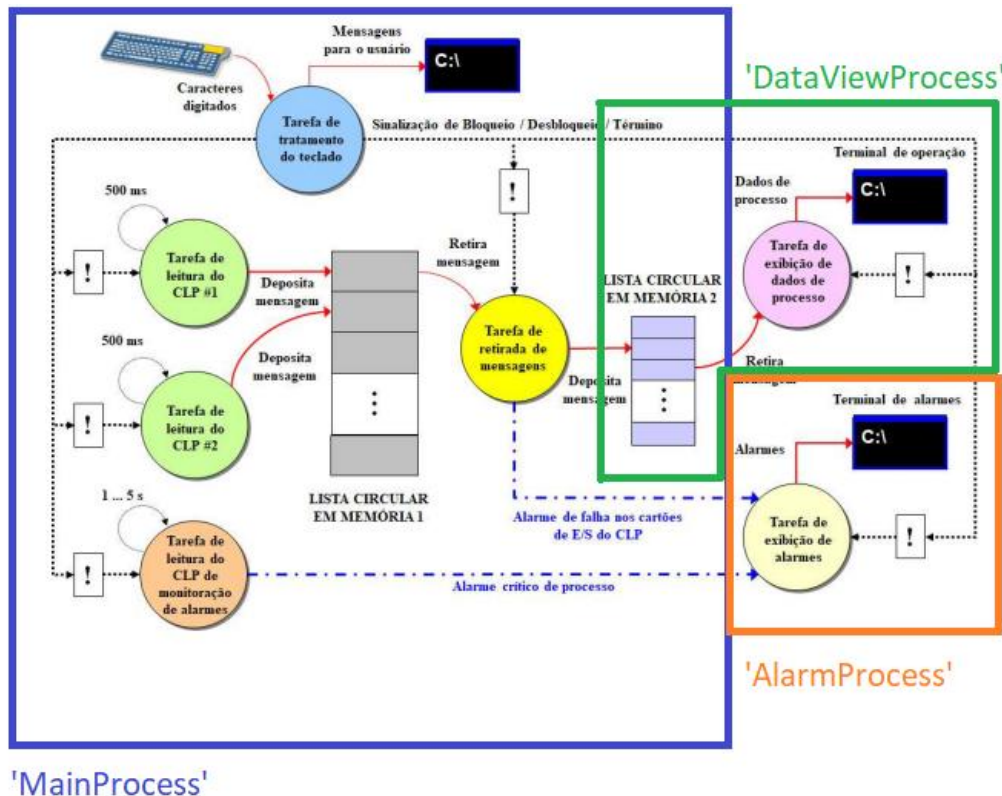 Mensagens
para o usuário
C:\
Caracteres
digitados
Tarefa de
tratamento
do teclado
Sinalização de Bloqueio / Desbloqueio / Término
'DataViewProcess'
Terminal de operação
C:\
Dados de
processo
!
500 ms
!
Tarefa de
leitura do
CLP #1
Deposita
mensagem
Retira
mensagem
LISTA CIRCULAR
EM MEMÓRIA 2
Tarefa de
exibição de
dados de
processo
!
500 ms
!
Tarefa de
leitura do
CLP #2
Deposita
mensagem
Tarefa de
retirada de
mensagens
Deposita
mensagem
Retira
mensagem
LISTA CIRCULAR
EM MEMÓRIA 1
Terminal de alarmes
C:\
Alarmes
1 ... 5 s
!
Tarefa de
leitura do
CLP de
monitoração
de alarmes
Alarme de falha nos cartões
de E/S do CLP
Tarefa de
exibição de
alarmes
!
Alarme crítico de processo
'AlarmProcess'
'MainProcess'